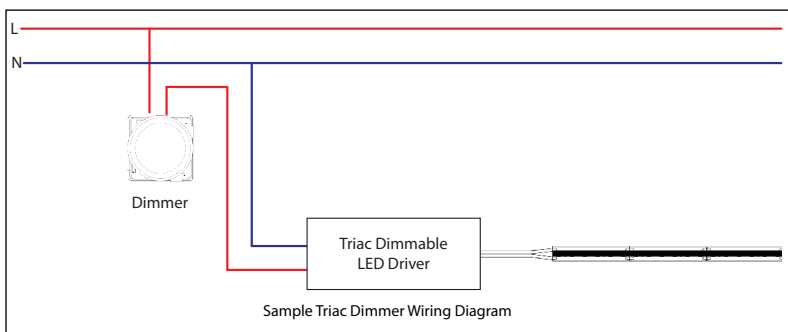 L
N
Dimmer
Triac Dimmable
LED Driver
Sample Triac Dimmer Wiring Diagram